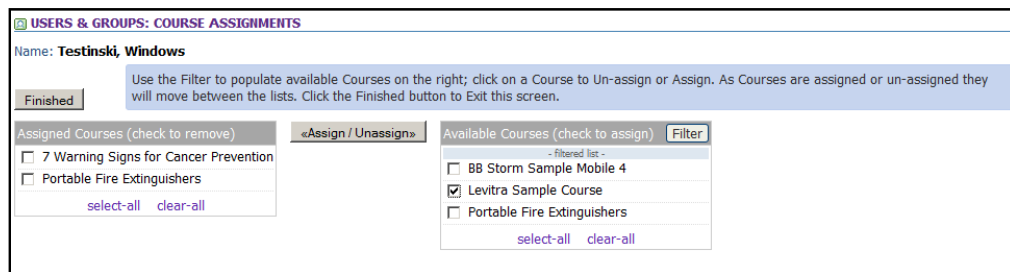 USERS & GROUPS: COURSE ASSIGNMENTS
Name: Testinski, Windows
Use the Filter to populate available Courses on the right; click on a Course to Un-assign or Assign. As Courses are assigned or un-assigned they
will move between the lists. Click the Finished button to Exit this screen.
Finished
Assigned Courses (check to remove)
7 Warning Signs for Cancer Prevention
Portable Fire Extinguishers
select-all clear-all
«Assign / Unassign»
Available Courses (check to assign) Filter
- filtered list -
BB Storm Sample Mobile 4
Levitra Sample Course
Portable Fire Extinguishers
select-all clear-all